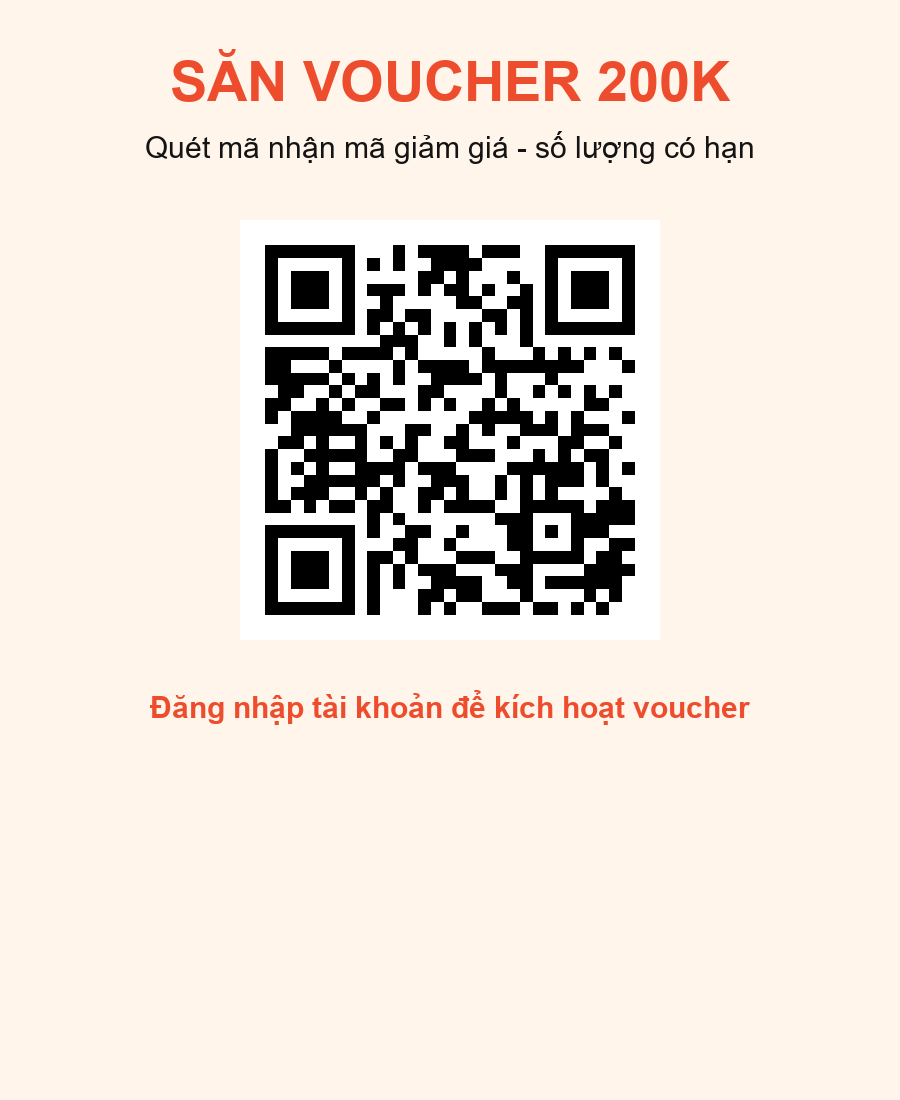 SĂN VOUCHER 200K
Quét mã nhận mã giảm giá - số lượng có hạn
Đăng nhập tài khoản để kích hoạt voucher